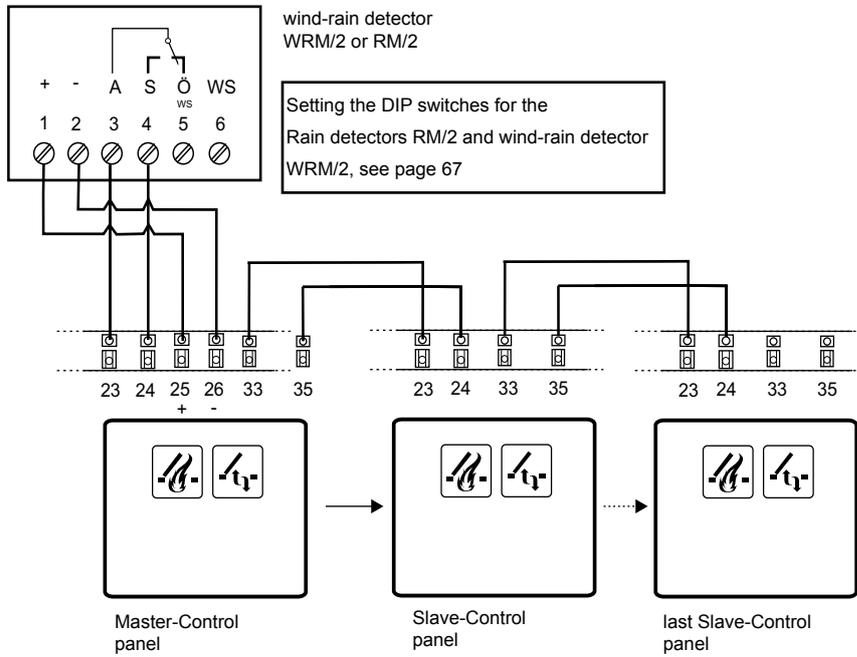 wind-rain detector
WRM/2 or RM/2
+ - A S Ö WS
WS
1 2 3 4 5 6
Setting the DIP switches for the
Rain detectors RM/2 and wind-rain detector
WRM/2, see page 67
23 24 25 26 33 35 23 24 33 35 23 24 33 35
+ -
Master-Control
panel
Slave-Control
panel
last Slave-Control
panel